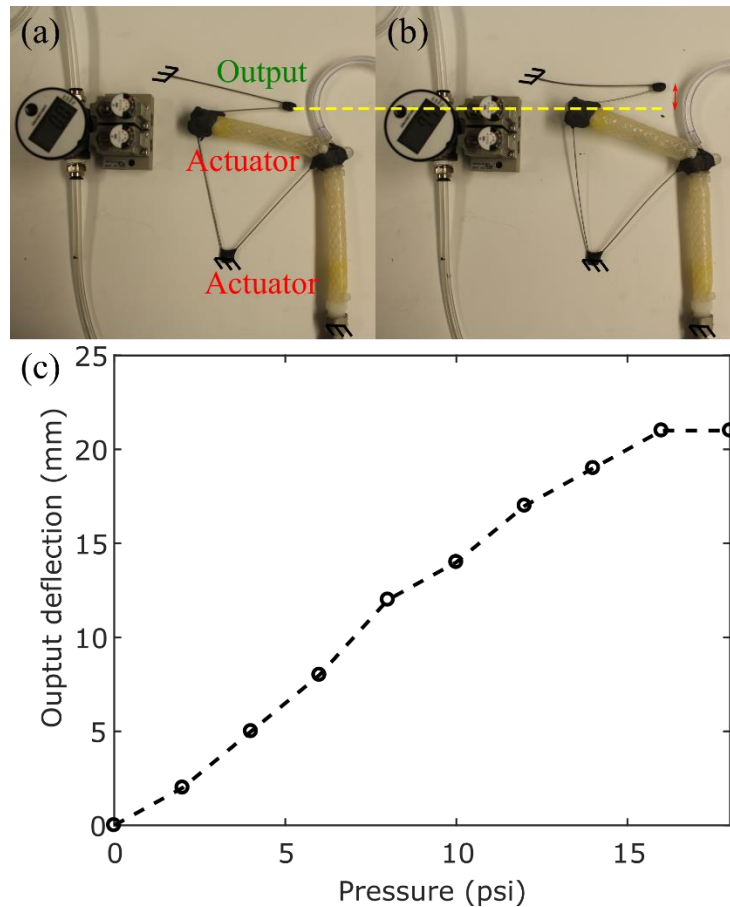 (a)
Output
Actuator
Actuator
(b)
(c)
25
20
15
10
5
0
0
5
10
15
Ouptut deflection (mm)
Pressure (psi)